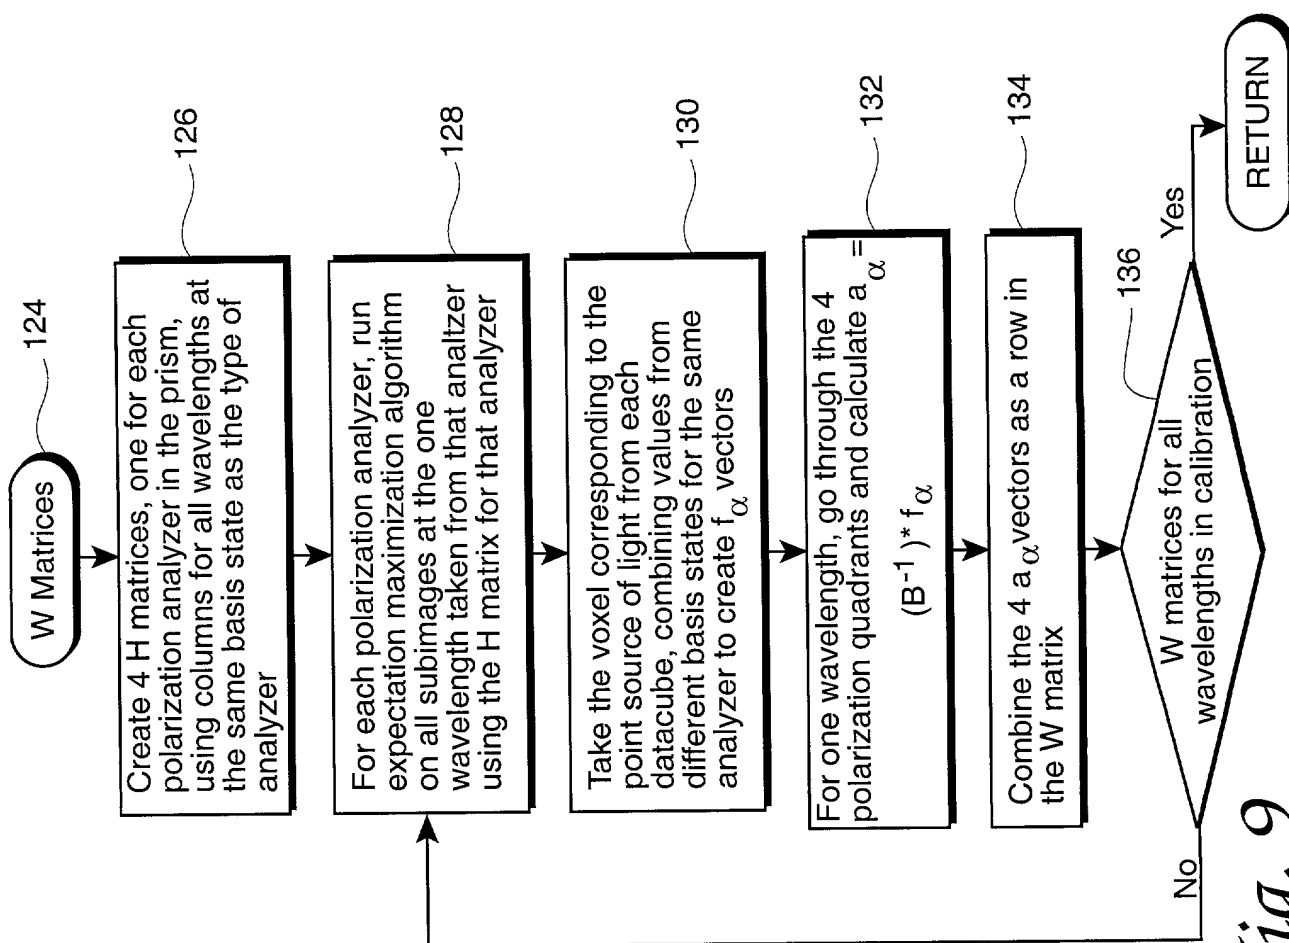 W Matrices
124
Create 4 H matrices, one for each
polarization analyzer in the prism,
using columns for all wavelengths at
the same basis state as the type of
analyzer
126
For each polarization analyzer, run
expectation maximization algorithm
on all subimages at the one
wavelength taken from that analtzer
using the H matrix for that analyzer
128
Take the voxel corresponding to the
point source of light from each
datacube, combining values from
different basis states for the same
analyzer to create fα vectors
130
For one wavelength, go through the 4
polarization quadrants and calculate aα =
(B⁻¹)* fα
132
Combine the 4 aα vectors as a row in
the W matrix
134
W matrices for all
wavelengths in calibration
136
Yes
No
RETURN
ig. 9